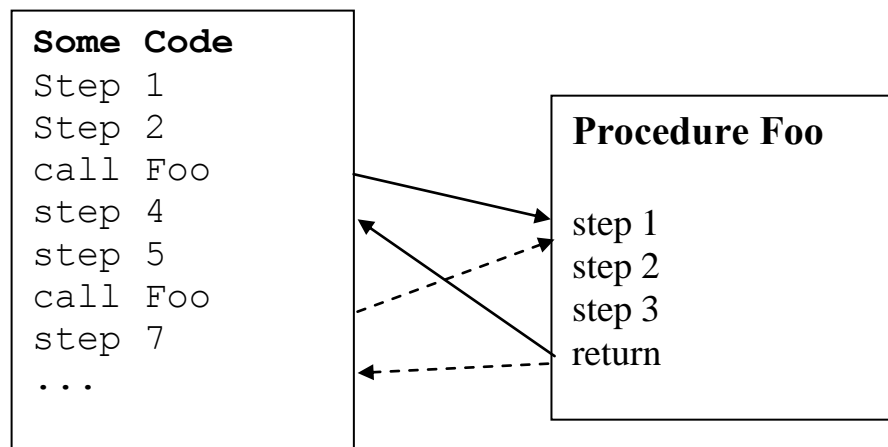 Some Code
Step 1
Step 2
call Foo
step 4
step 5
call Foo
step 7
...
Procedure Foo
step 1
step 2
step 3
return